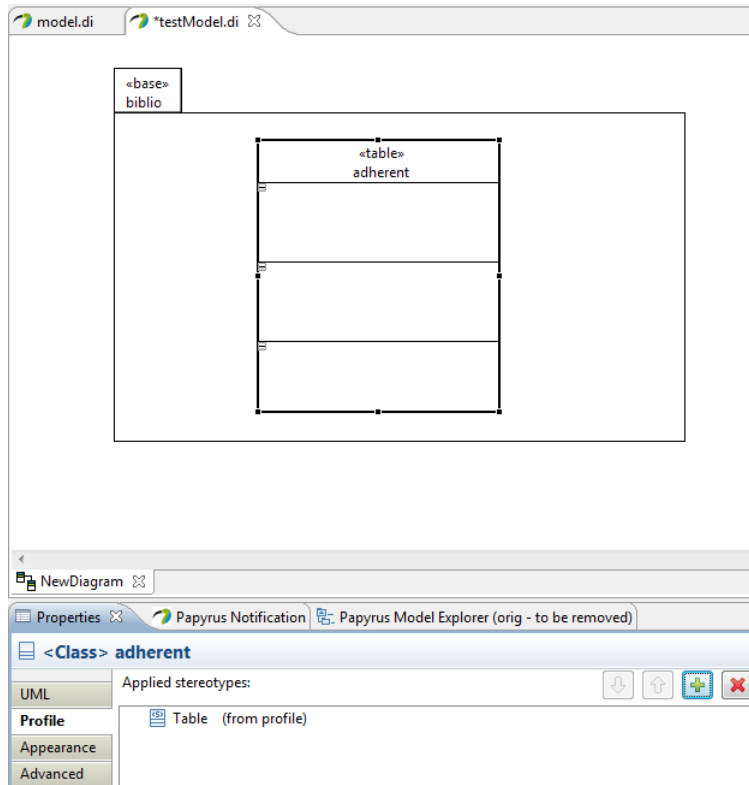 model.di
*testModel.di
«base»
biblio
«table»
adherent
NewDiagram
Properties
Papyrus Notification
Papyrus Model Explorer (orig - to be removed)
<Class> adherent
UML
Applied stereotypes:
Profile
Table (from profile)
Appearance
Advanced